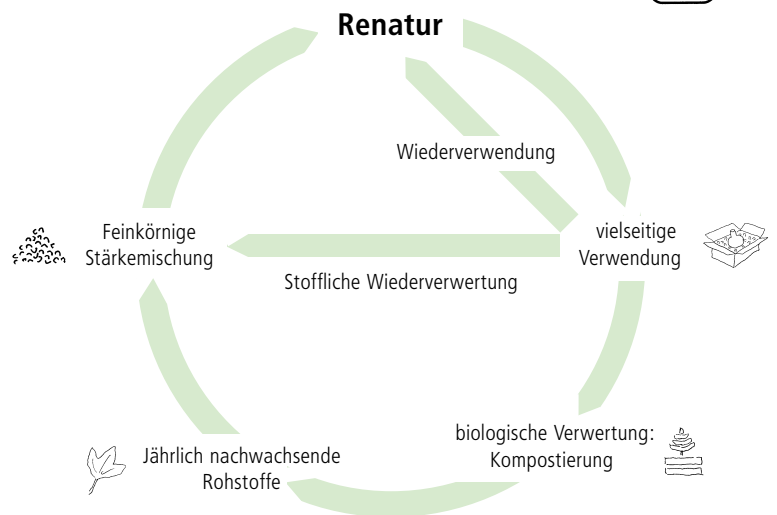 Renatur
Wiederverwendung
Feinkörnige
Stärkemischung
vielseitige
Verwendung
Stoffliche Wiederverwertung
biologische Verwertung:
Kompostierung
Jährlich nachwachsende
Rohstoffe